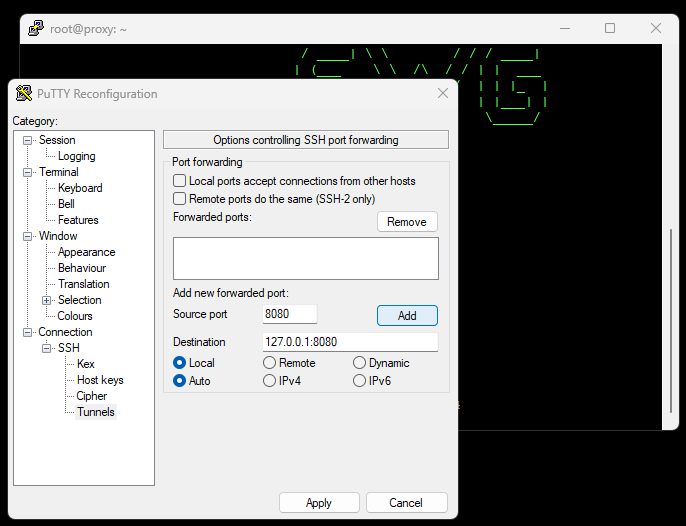 root@proxy: ~
PuTTY Reconfiguration
Category:
Session
Logging
Terminal
Keyboard
Bell
Features
Window
Appearance
Behaviour
Translation
Selection
Colours
Connection
SSH
Kex
Host keys
Cipher
Tunnels
Options controlling SSH port forwarding
Port forwarding
Local ports accept connections from other hosts
Remote ports do the same (SSH-2 only)
Forwarded ports:
Remove
Add new forwarded port:
Source port 8080 Add
Destination 127.0.0.1:8080
Local Remote Dynamic
Auto IPv4 IPv6
Apply Cancel